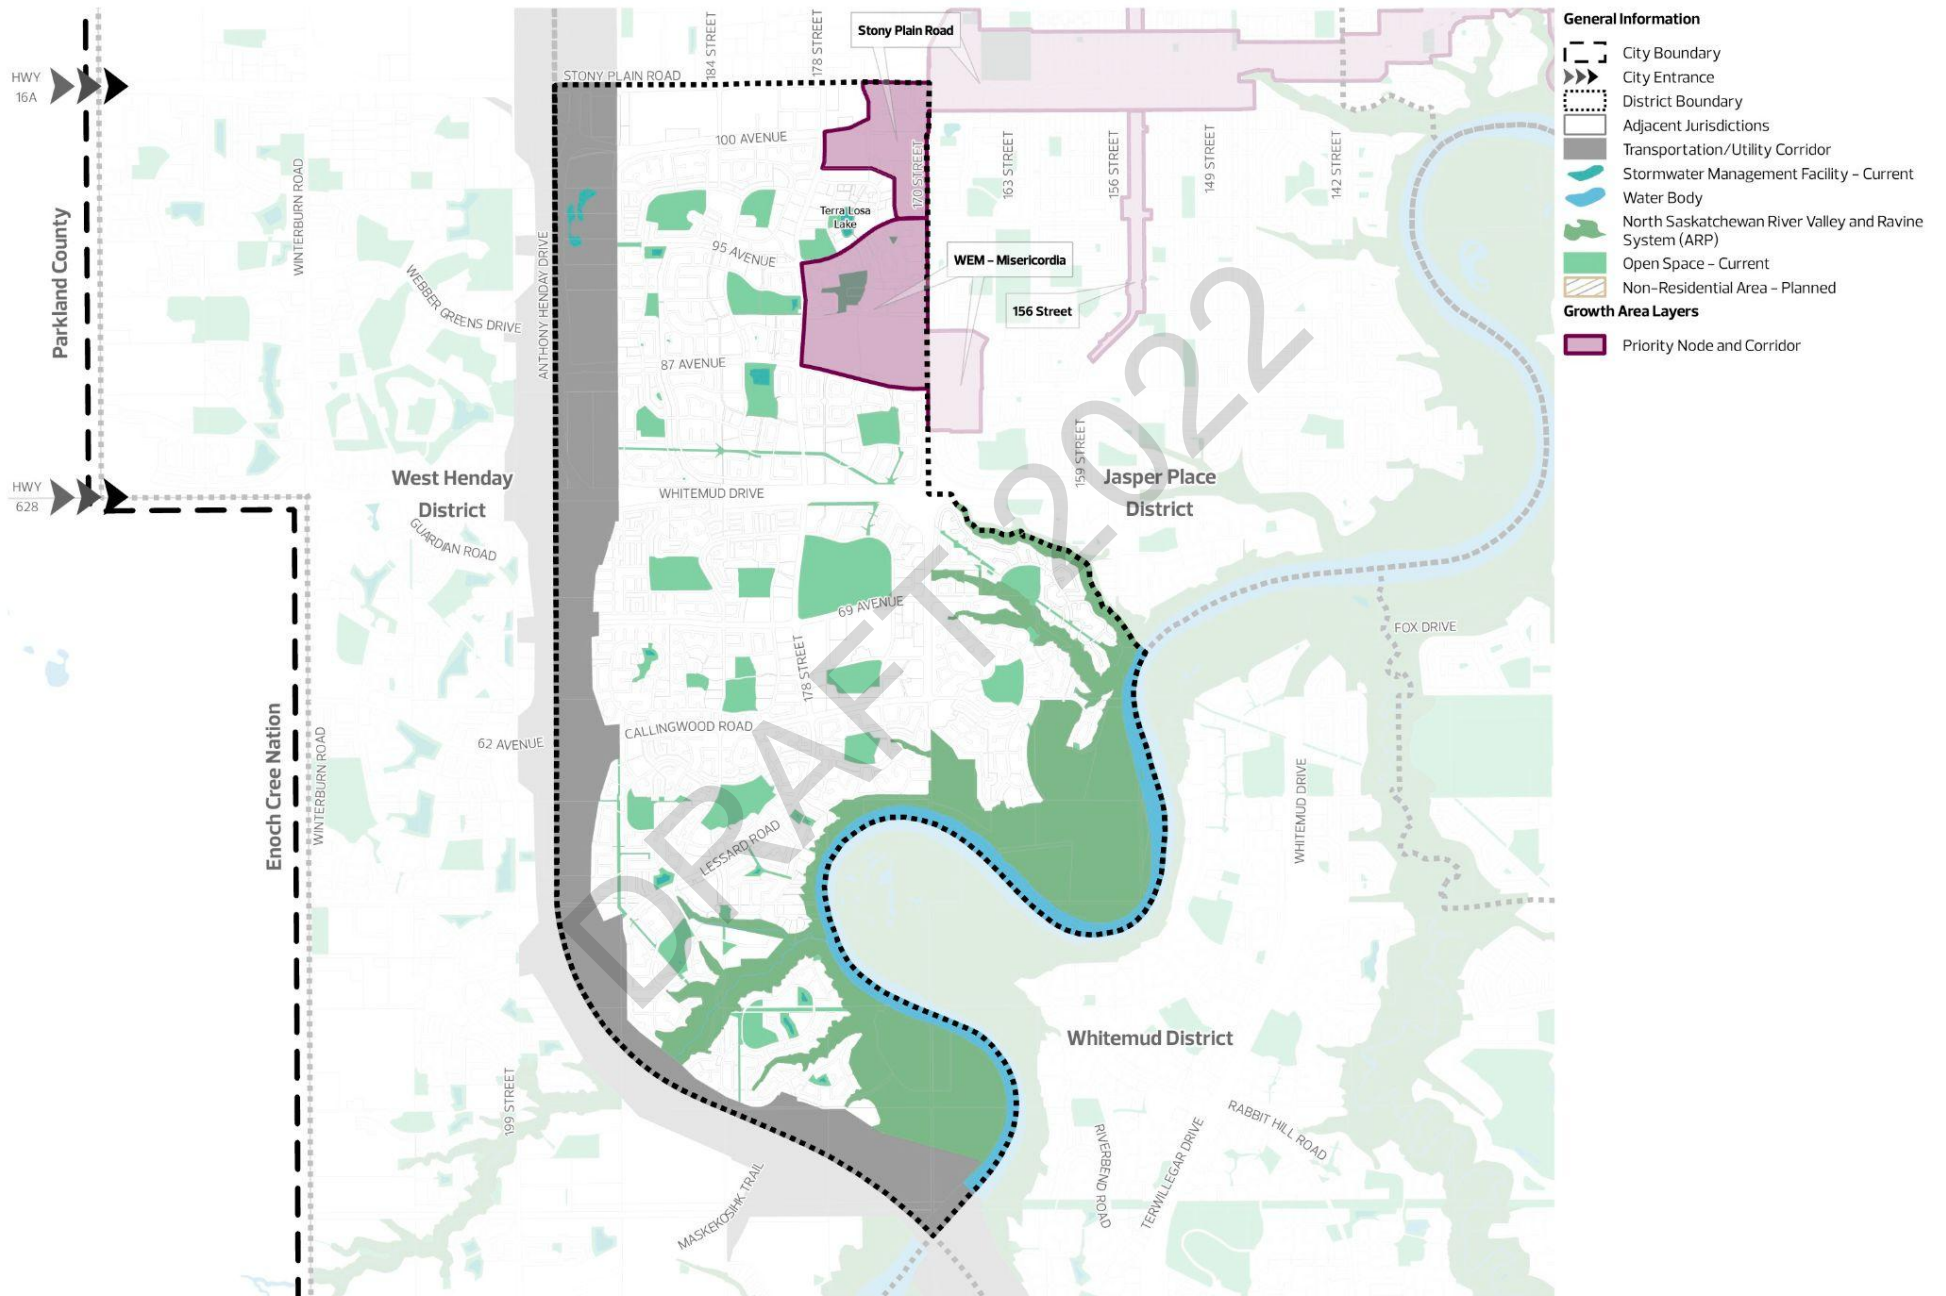 Stony Plain Road
HWY
16A
STONY PLAIN ROAD
184 STREET
178 STREET
100 AVENUE
170 STREET
163 STREET
156 STREET
149 STREET
142 STREET
Terra Losa
Lake
95 AVENUE
WEM – Misericordia
156 Street
WINTERBURN ROAD
WEBBER GREENS DRIVE
ANTHONY HENDAY DRIVE
Parkland County
87 AVENUE
159 STREET
West Henday
District
Jasper Place
District
HWY
628
WHITEMUD DRIVE
GUARDIAN ROAD
69 AVENUE
178 STREET
FOX DRIVE
CALLINGWOOD ROAD
62 AVENUE
Enoch Cree Nation
WINTERBURN ROAD
WHITEMUD DRIVE
LESSARD ROAD
DRAFT 2022
Whitemud District
199 STREET
MASKEKOSIHK TRAIL
RIVERBEND ROAD
TERWILLEGAR DRIVE
RABBIT HILL ROAD
General Information
City Boundary
City Entrance
District Boundary
Adjacent Jurisdictions
Transportation/Utility Corridor
Stormwater Management Facility – Current
Water Body
North Saskatchewan River Valley and Ravine
System (ARP)
Open Space – Current
Non-Residential Area – Planned
Growth Area Layers
Priority Node and Corridor